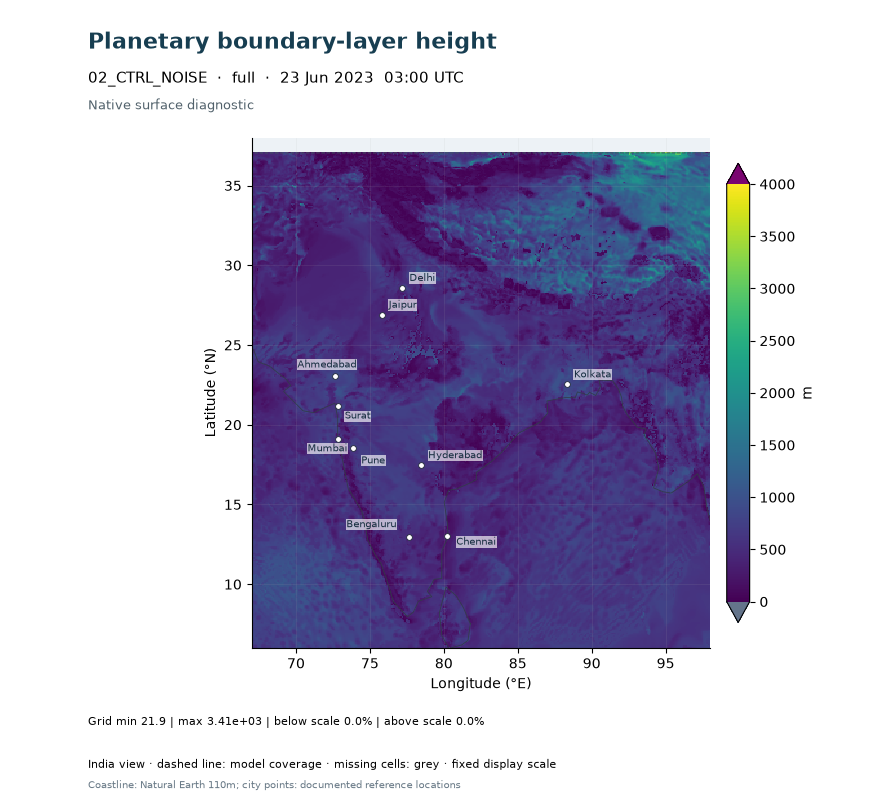 Planetary boundary-layer height
02_CTRL_NOISE · full · 23 Jun 2023 03:00 UTC
Native surface diagnostic
35
30
25
20
15
10
Latitude (°N)
Delhi
Jaipur
Ahmedabad
Kolkata
Surat
Mumbai
Pune
Hyderabad
Bengaluru
Chennai
70
75
80
85
90
95
Longitude (°E)
4000
3500
3000
2500
2000
1500
1000
500
0
m
Grid min 21.9 | max 3.41e+03 | below scale 0.0% | above scale 0.0%
India view · dashed line: model coverage · missing cells: grey · fixed display scale
Coastline: Natural Earth 110m; city points: documented reference locations